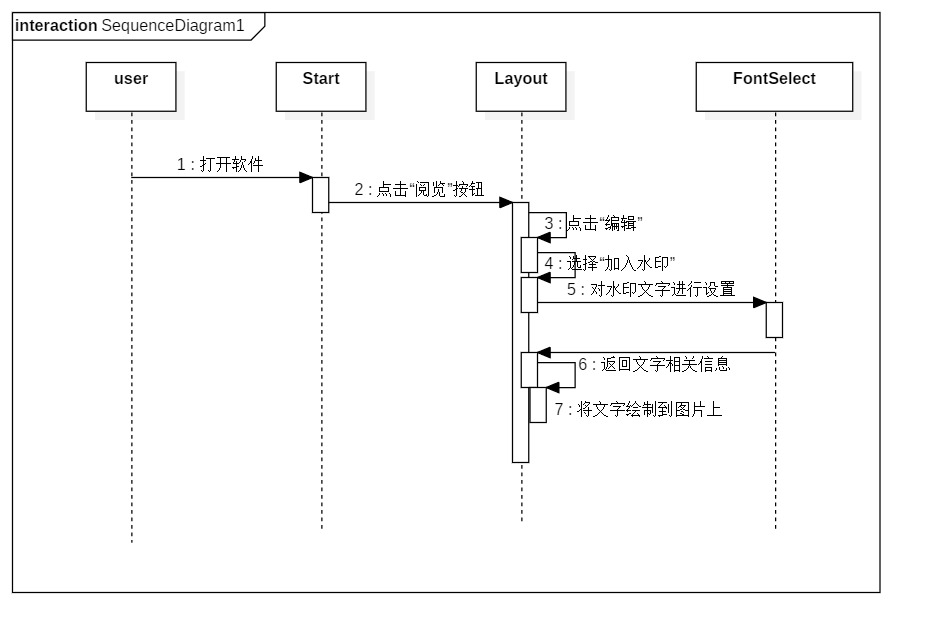 interaction SequenceDiagram1
user
Start
Layout
FontSelect
1 : 打开软件
2 : 点击“阅览”按钮
3 : 点击“编辑”
4 : 选择“加入水印”
5 : 对水印文字进行设置
6 : 返回文字相关信息
7 : 将文字绘制到图片上